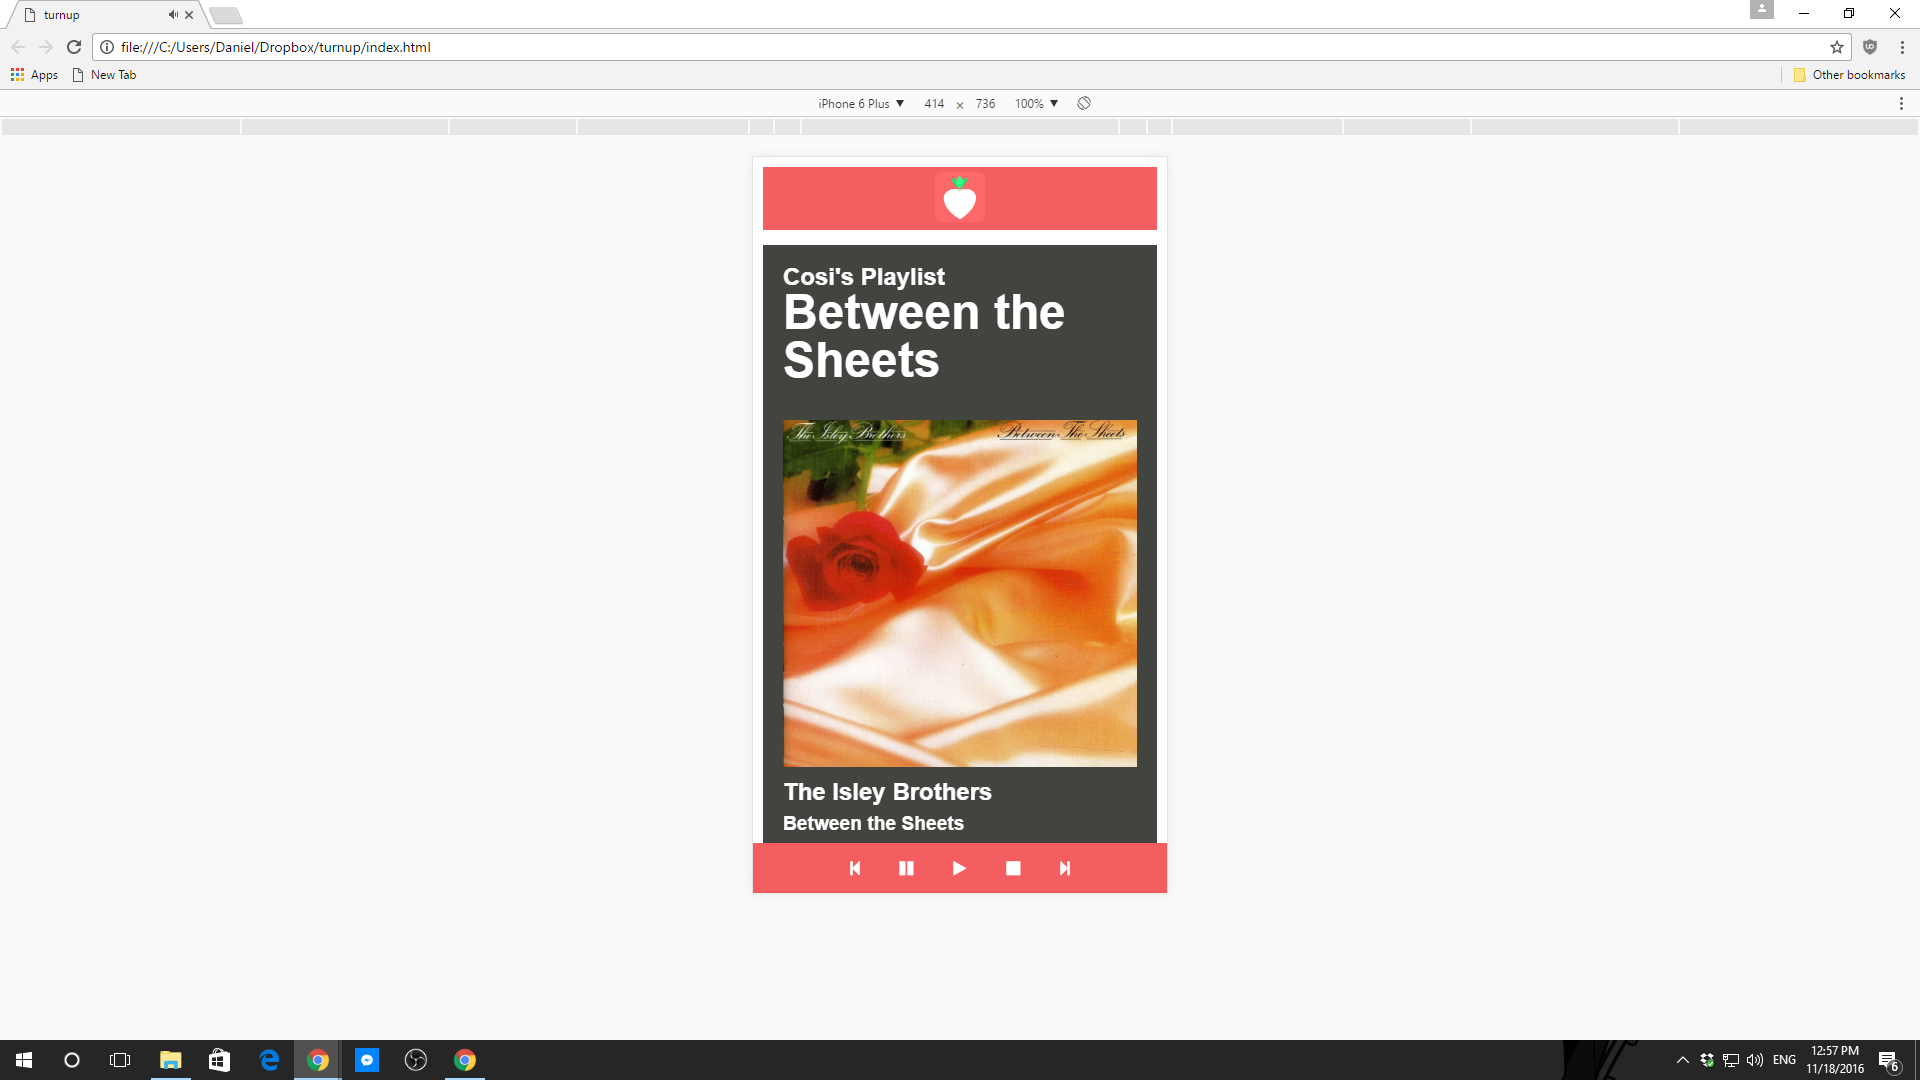 turnup
file:///C:/Users/Daniel/Dropbox/turnup/index.html
Apps
New Tab
Other bookmarks
iPhone 6 Plus ▼ 414 × 736 100% ▼
Cosi's Playlist
Between the
Sheets
The Isley Brothers
Between The Sheets
The Isley Brothers
Between the Sheets
ENG
12:57 PM
11/18/2016
6